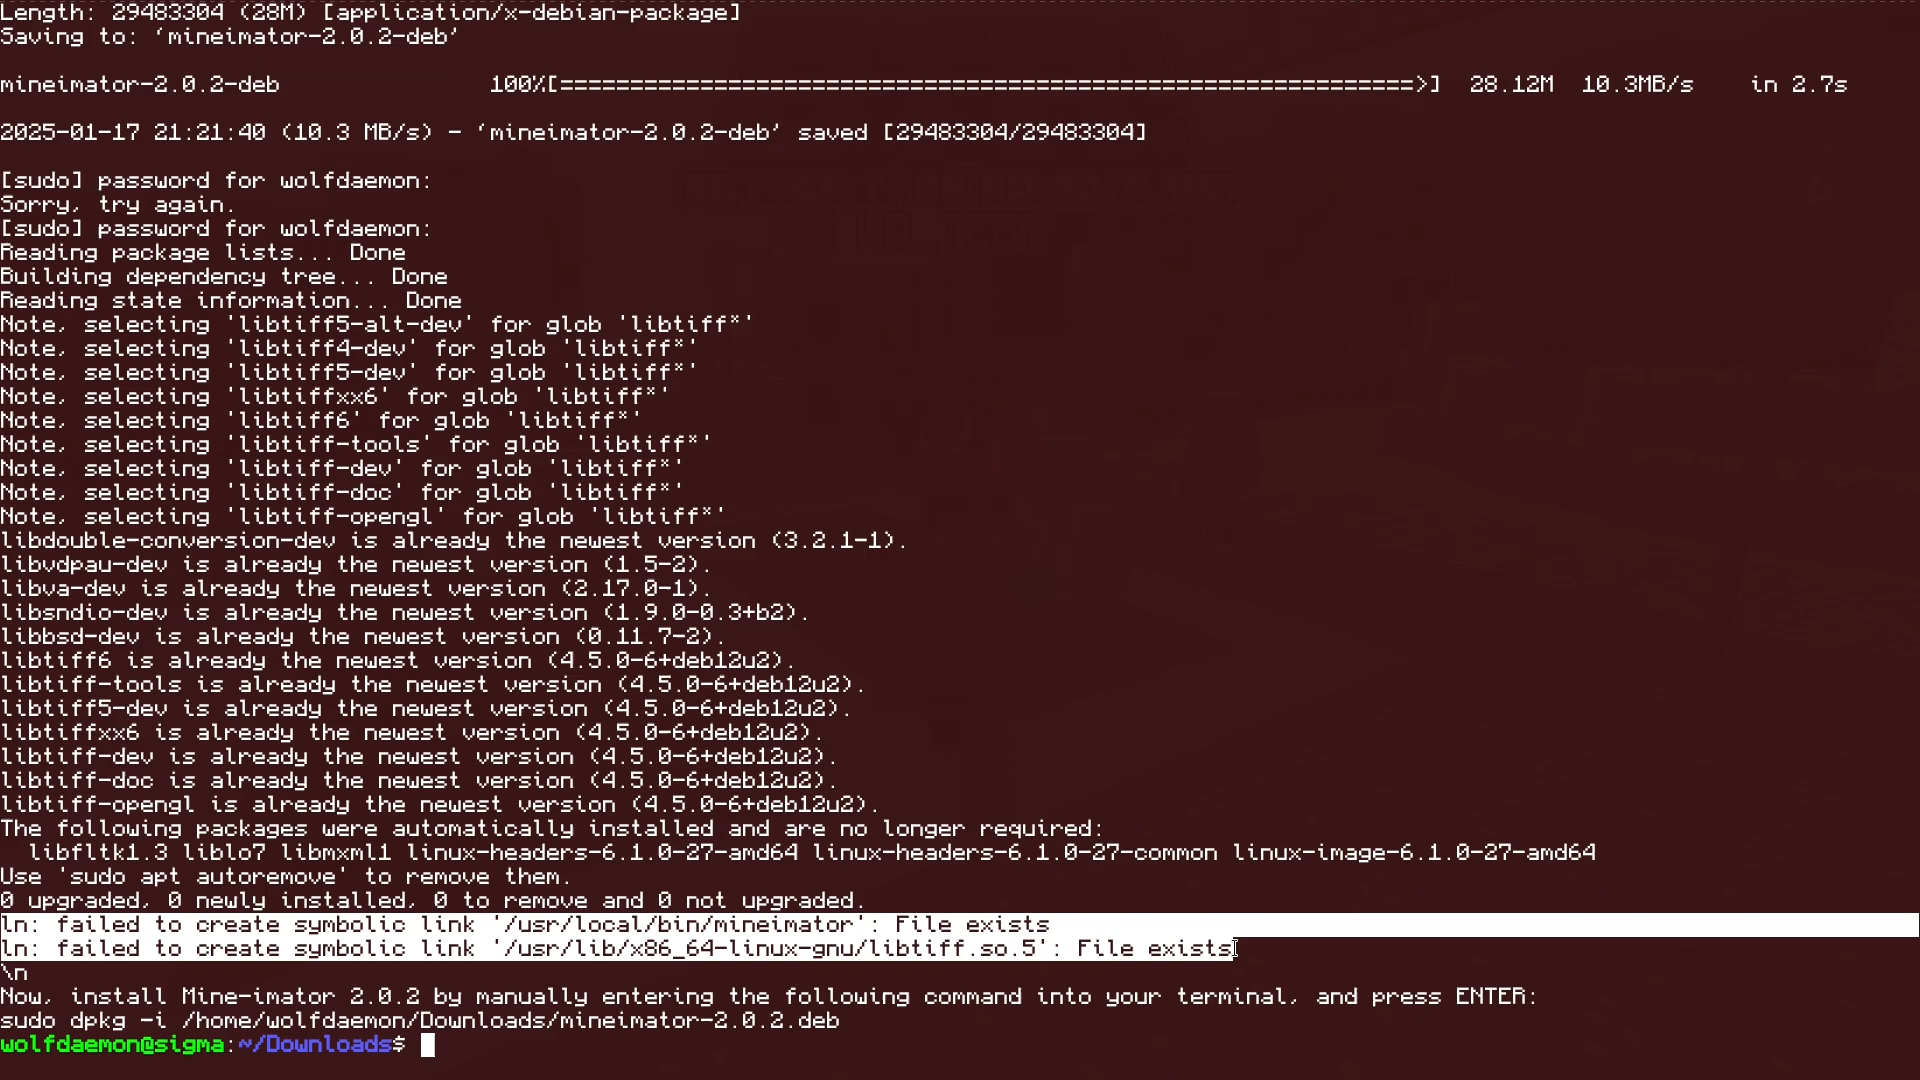 Length: 29483304 (28M) [application/x-debian-package]
Saving to: ‘mineimator-2.0.2-deb’
mineimator-2.0.2-deb 100%[=============================================================>] 28.12M 10.3MB/s in 2.7s
2025-01-17 21:21:40 (10.3 MB/s) - ‘mineimator-2.0.2-deb’ saved [29483304/29483304]
[sudo] password for wolfdaemon:
Sorry, try again.
[sudo] password for wolfdaemon:
Reading package lists... Done
Building dependency tree... Done
Reading state information... Done
Note, selecting 'libtiff5-alt-dev' for glob 'libtiff*'
Note, selecting 'libtiff4-dev' for glob 'libtiff*'
Note, selecting 'libtiff5-dev' for glob 'libtiff*'
Note, selecting 'libtiffxx6' for glob 'libtiff*'
Note, selecting 'libtiff6' for glob 'libtiff*'
Note, selecting 'libtiff-tools' for glob 'libtiff*'
Note, selecting 'libtiff-dev' for glob 'libtiff*'
Note, selecting 'libtiff-doc' for glob 'libtiff*'
Note, selecting 'libtiff-opengl' for glob 'libtiff*'
libdouble-conversion-dev is already the newest version (3.2.1-1).
libvdpau-dev is already the newest version (1.5-2).
libva-dev is already the newest version (2.17.0-1).
libsndio-dev is already the newest version (1.9.0-0.3+b2).
libbsd-dev is already the newest version (0.11.7-2).
libtiff6 is already the newest version (4.5.0-6+deb12u2).
libtiff-tools is already the newest version (4.5.0-6+deb12u2).
libtiff5-dev is already the newest version (4.5.0-6+deb12u2).
libtiffxx6 is already the newest version (4.5.0-6+deb12u2).
libtiff-dev is already the newest version (4.5.0-6+deb12u2).
libtiff-doc is already the newest version (4.5.0-6+deb12u2).
libtiff-opengl is already the newest version (4.5.0-6+deb12u2).
The following packages were automatically installed and are no longer required:
libfltk1.3 liblo7 libmxml1 linux-headers-6.1.0-27-amd64 linux-headers-6.1.0-27-common linux-image-6.1.0-27-amd64
Use 'sudo apt autoremove' to remove them.
0 upgraded, 0 newly installed, 0 to remove and 0 not upgraded.
ln: failed to create symbolic link '/usr/local/bin/mineimator': File exists
ln: failed to create symbolic link '/usr/lib/x86_64-linux-gnu/libtiff.so.5': File exists
\n
Now, install Mine-imator 2.0.2 by manually entering the following command into your terminal, and press ENTER:
sudo dpkg -i /home/wolfdaemon/Downloads/mineimator-2.0.2.deb
wolfdaemon@sigma:~/Downloads$